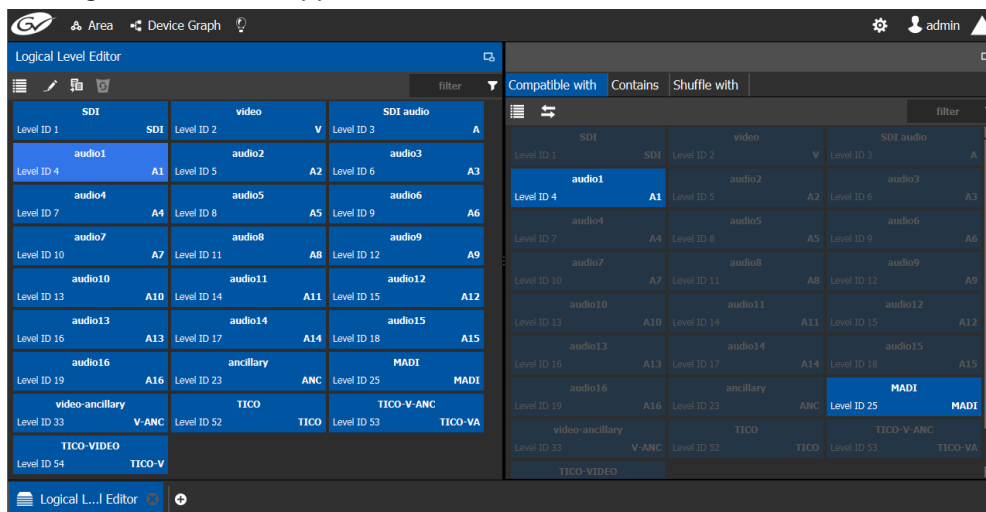 GV Area Device Graph admin
Logical Level Editor
filter
SDI video SDI audio
Level ID 1 SDI Level ID 2 V Level ID 3 A
audio1 audio2 audio3
Level ID 4 A1 Level ID 5 A2 Level ID 6 A3
audio4 audio5 audio6
Level ID 7 A4 Level ID 8 A5 Level ID 9 A6
audio7 audio8 audio9
Level ID 10 A7 Level ID 11 A8 Level ID 12 A9
audio10 audio11 audio12
Level ID 13 A10 Level ID 14 A11 Level ID 15 A12
audio13 audio14 audio15
Level ID 16 A13 Level ID 17 A14 Level ID 18 A15
audio16 ancillary MADI
Level ID 19 A16 Level ID 23 ANC Level ID 25 MADI
video-ancillary TICO TICO-V-ANC
Level ID 33 V-ANC Level ID 52 TICO Level ID 53 TICO-VA
TICO-VIDEO
Level ID 54 TICO-V
Compatible with Contains Shuffle with
filter
SDI video SDI audio
Level ID 1 SDI Level ID 2 V Level ID 3 A
audio1 audio2 audio3
Level ID 4 A1 Level ID 5 A2 Level ID 6 A3
audio4 audio5 audio6
Level ID 7 A4 Level ID 8 A5 Level ID 9 A6
audio7 audio8 audio9
Level ID 10 A7 Level ID 11 A8 Level ID 12 A9
audio10 audio11 audio12
Level ID 13 A10 Level ID 14 A11 Level ID 15 A12
audio13 audio14 audio15
Level ID 16 A13 Level ID 17 A14 Level ID 18 A15
audio16 ancillary MADI
Level ID 19 A16 Level ID 23 ANC Level ID 25 MADI
video-ancillary TICO TICO-V-ANC
Level ID 33 V-ANC Level ID 52 TICO Level ID 53 TICO-VA
TICO-VIDEO
Logical L...l Editor